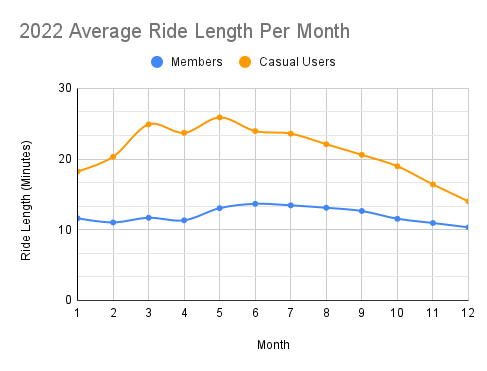 2022 Average Ride Length Per Month
Members Casual Users
30
20
10
0
Ride Length (Minutes)
1 2 3 4 5 6 7 8 9 10 11 12
Month